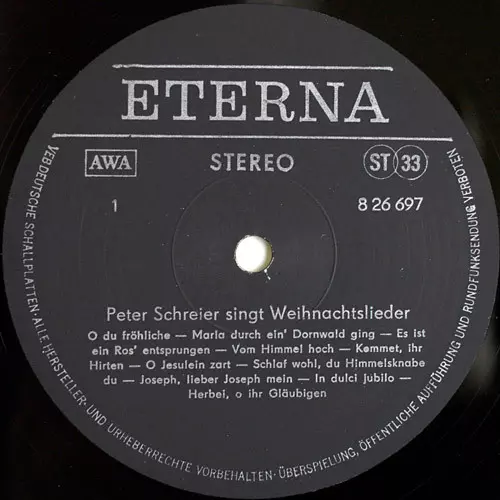 ETERNA
AWA
STEREO
ST 33
1
8 26 697
Peter Schreier singt Weihnachtslieder
O du fröhliche — Maria durch ein' Dornwald ging — Es ist
ein Ros' entsprungen — Vom Himmel hoch — Kommet, ihr
Hirten — O Jesulein zart — Schlaf wohl, du Himmelsknabe
du — Joseph, lieber Joseph mein — In dulci jubilo —
Herbei, o ihr Gläubigen
VEB DEUTSCHE SCHALLPLATTEN · ALLE HERSTELLER- UND URHEBERRECHTE VORBEHALTEN · ÜBERSPIELUNG, ÖFFENTLICHE AUFFÜHRUNG UND RUNDFUNKSENDUNG VERBOTEN